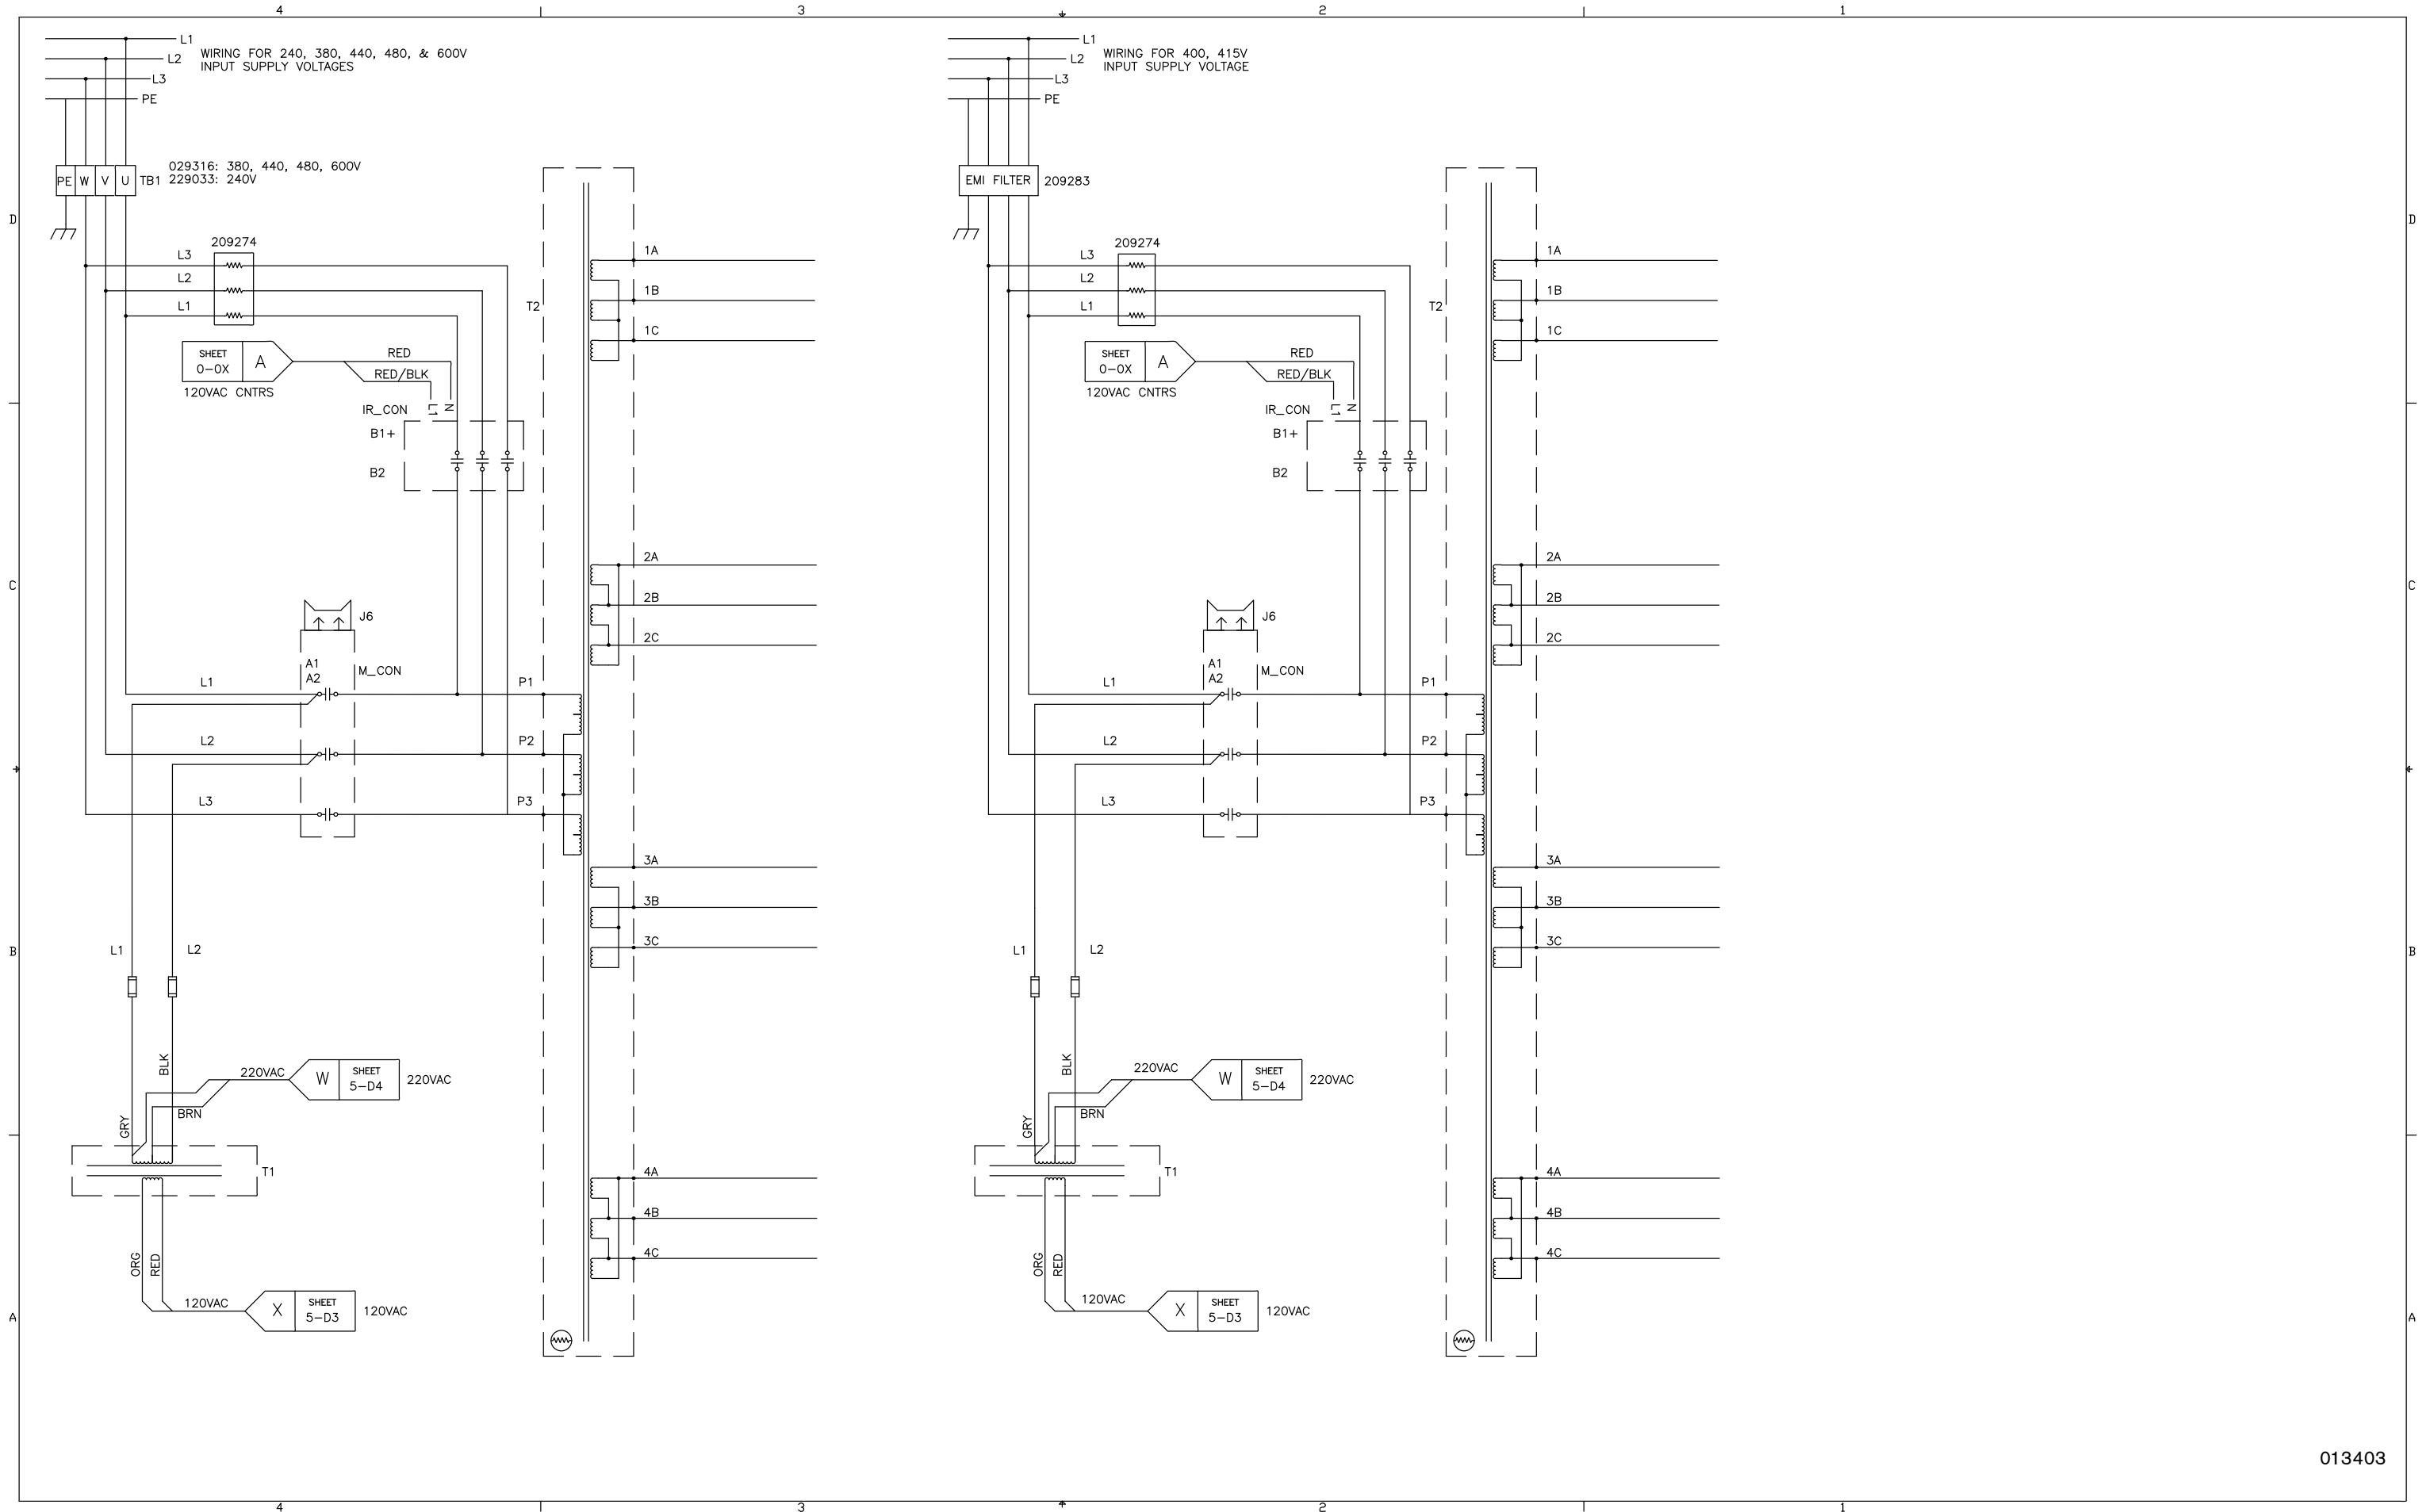 4
3
2
1
L1
L2
L3
PE
WIRING FOR 240, 380, 440, 480, & 600V
INPUT SUPPLY VOLTAGES
PE W V U TB1
029316: 380, 440, 480, 600V
229033: 240V
D
209274
L3
L2
L1
T2
1A
1B
1C
SHEET
0-0X
A
RED
RED/BLK
120VAC CNTRS
L1
N
IR_CON
B1+
B2
2A
2B
2C
C
J6
A1
A2
M_CON
L1
P1
L2
P2
L3
P3
3A
3B
3C
B
L1
L2
BLK
220VAC
W
SHEET
5-D4
220VAC
BRN
GRY
T1
4A
4B
4C
ORG
RED
120VAC
X
SHEET
5-D3
120VAC
A
L1
L2
L3
PE
WIRING FOR 400, 415V
INPUT SUPPLY VOLTAGE
EMI FILTER
209283
D
209274
L3
L2
L1
T2
1A
1B
1C
SHEET
0-0X
A
RED
RED/BLK
120VAC CNTRS
L1
N
IR_CON
B1+
B2
2A
2B
2C
C
J6
A1
A2
M_CON
L1
P1
L2
P2
L3
P3
3A
3B
3C
B
L1
L2
BLK
220VAC
W
SHEET
5-D4
220VAC
BRN
GRY
T1
4A
4B
4C
ORG
RED
120VAC
X
SHEET
5-D3
120VAC
A
013403
4
3
2
1